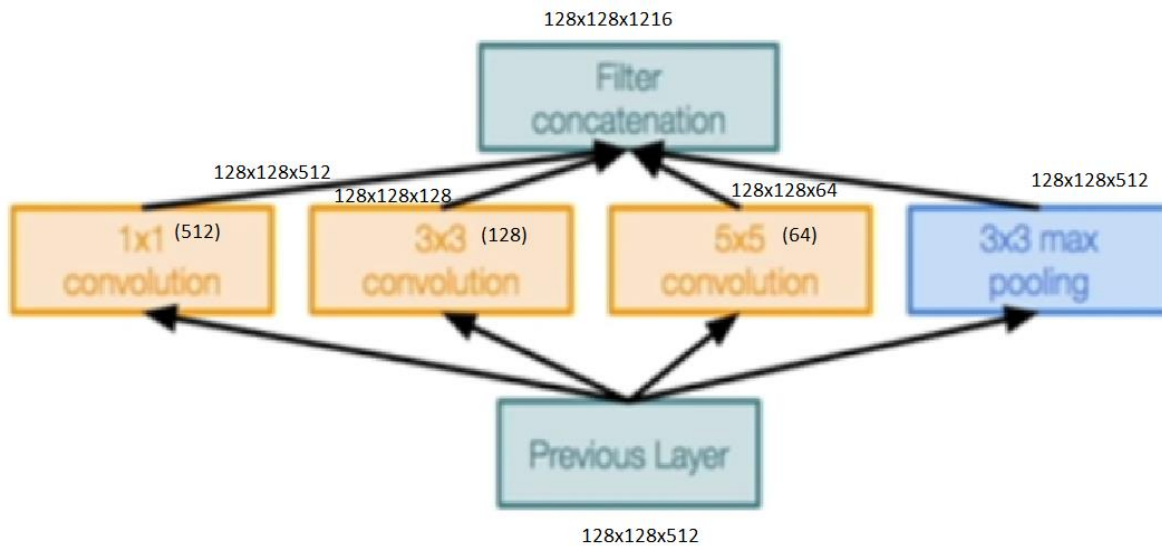 128x128x1216
Filter
concatenation
128x128x512
128x128x128
128x128x64
128x128x512
1x1 (512)
convolution
3x3 (128)
convolution
5x5 (64)
convolution
3x3 max
pooling
Previous Layer
128x128x512